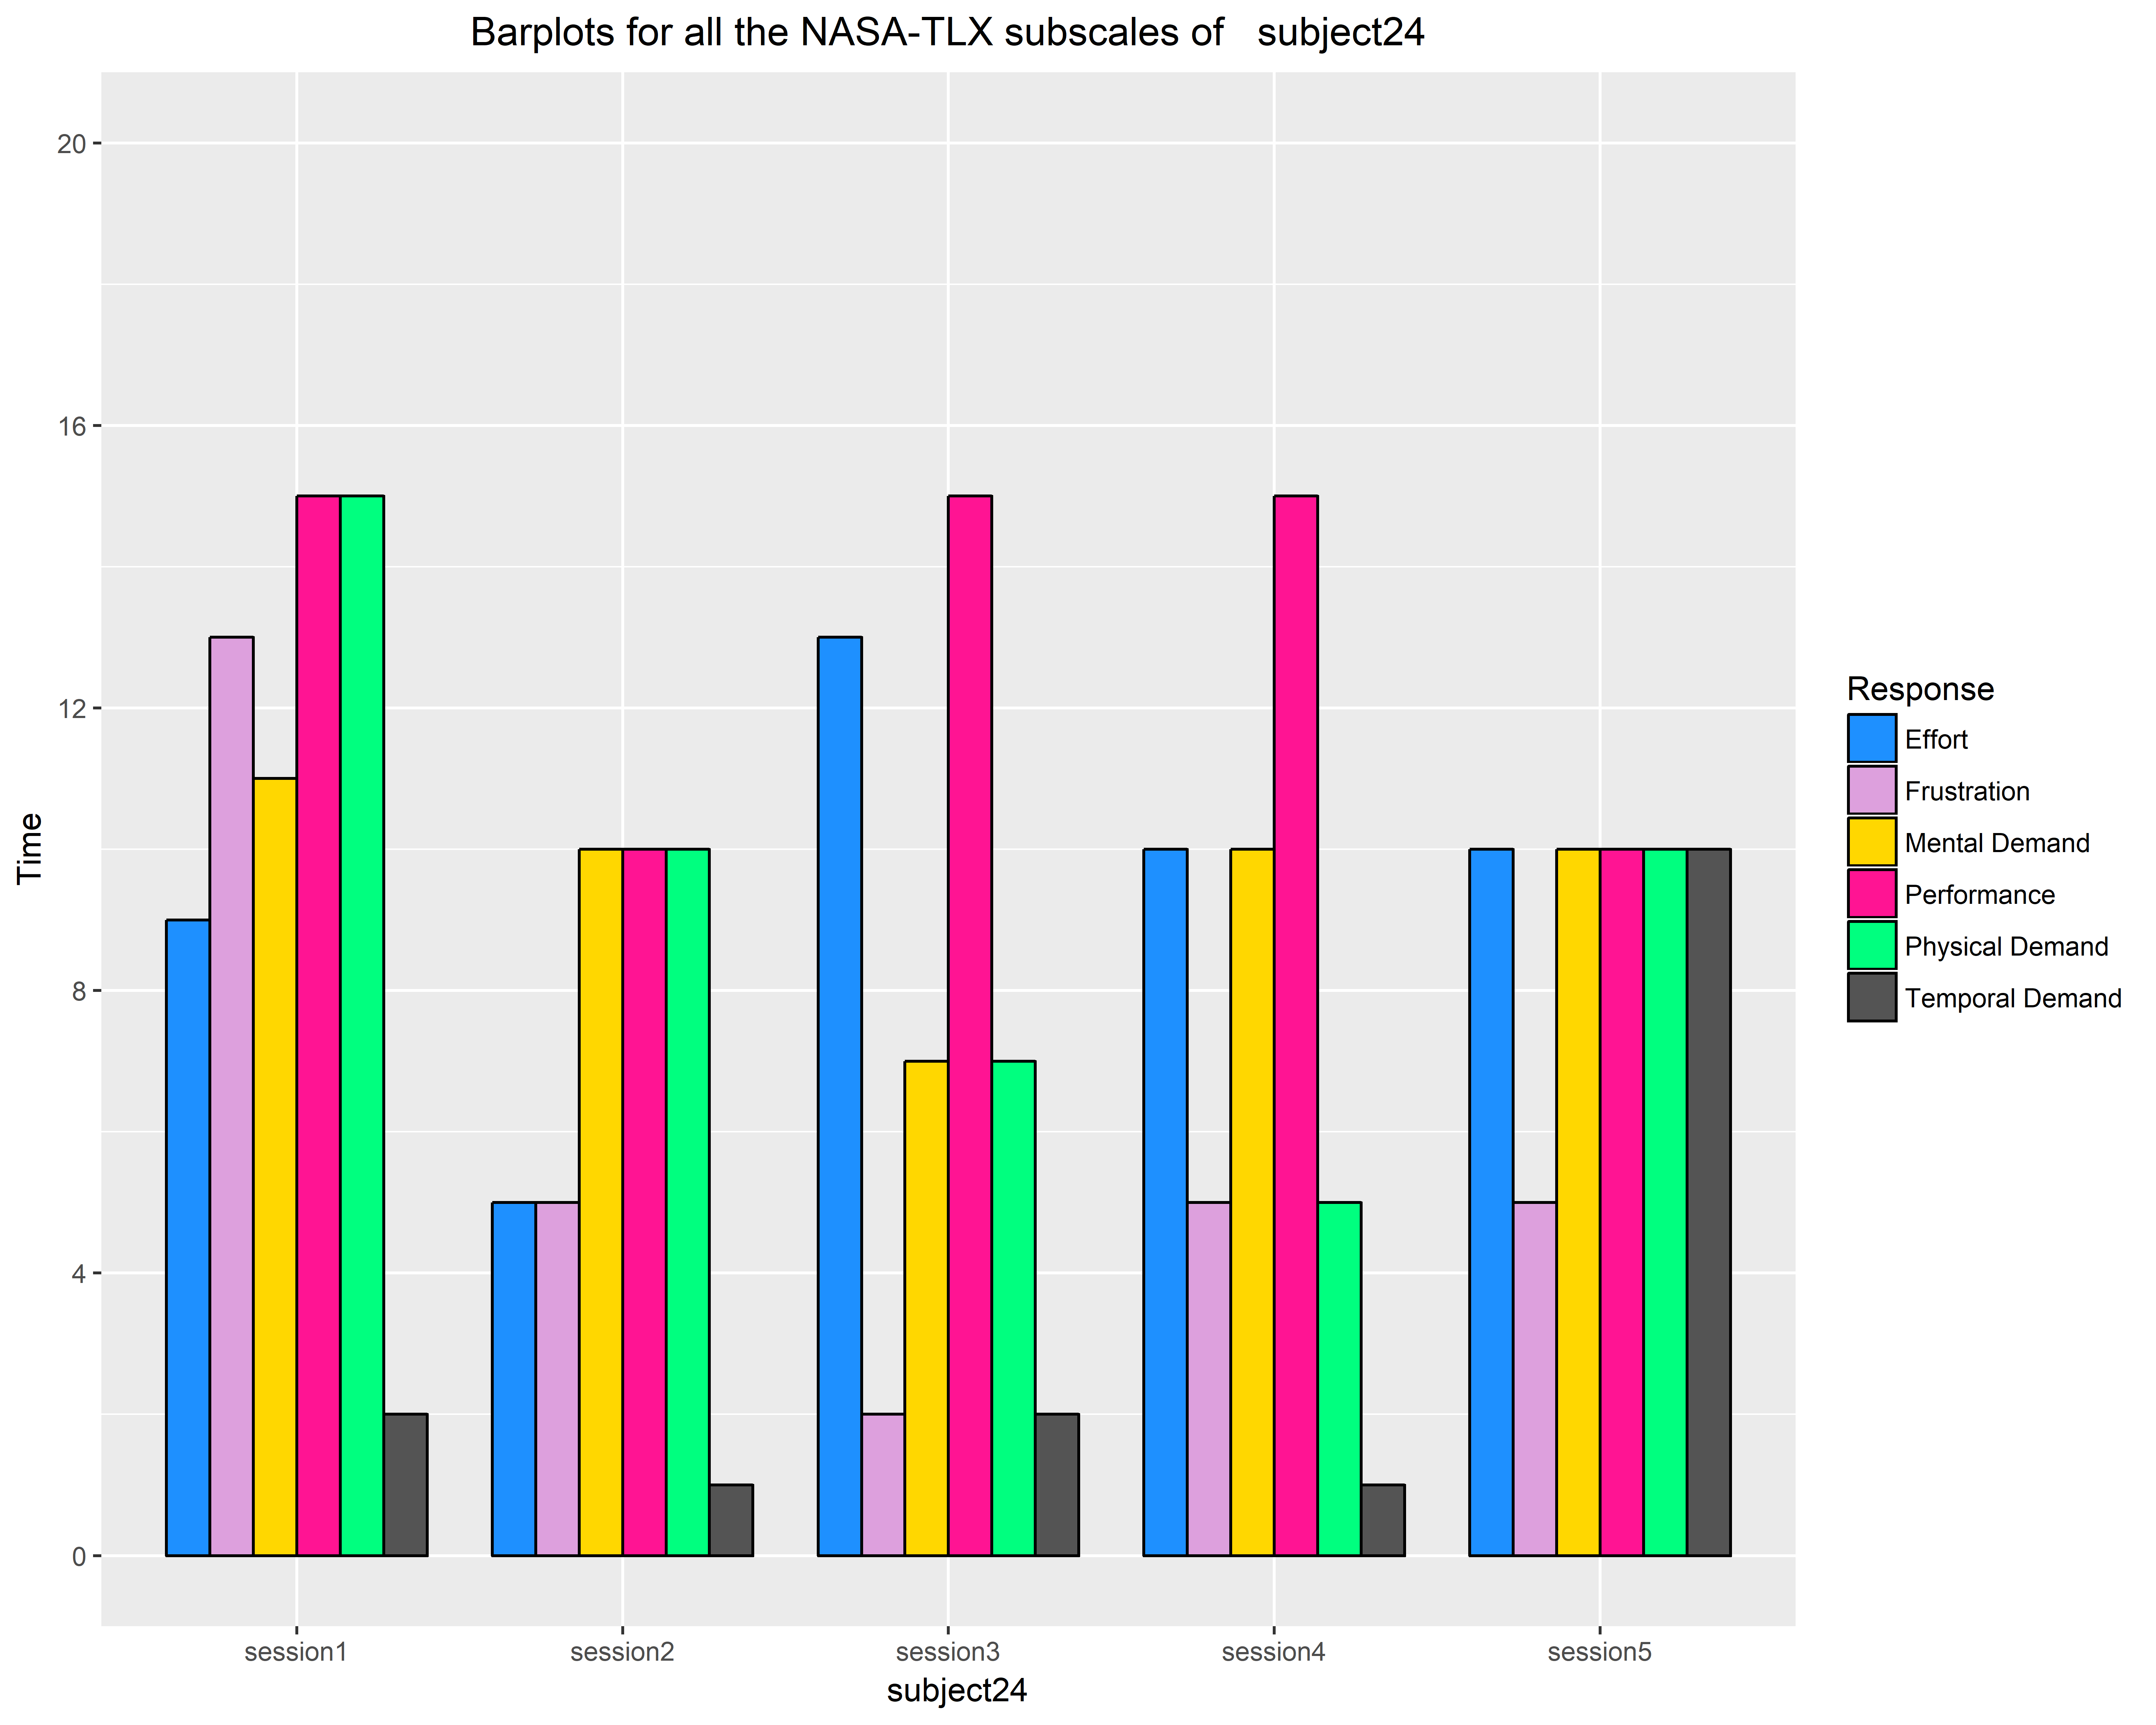 Barplots for all the NASA-TLX subscales of subject24
20
16
12
8
4
0
Time
session1 session2 session3 session4 session5
subject24
Response
Effort
Frustration
Mental Demand
Performance
Physical Demand
Temporal Demand